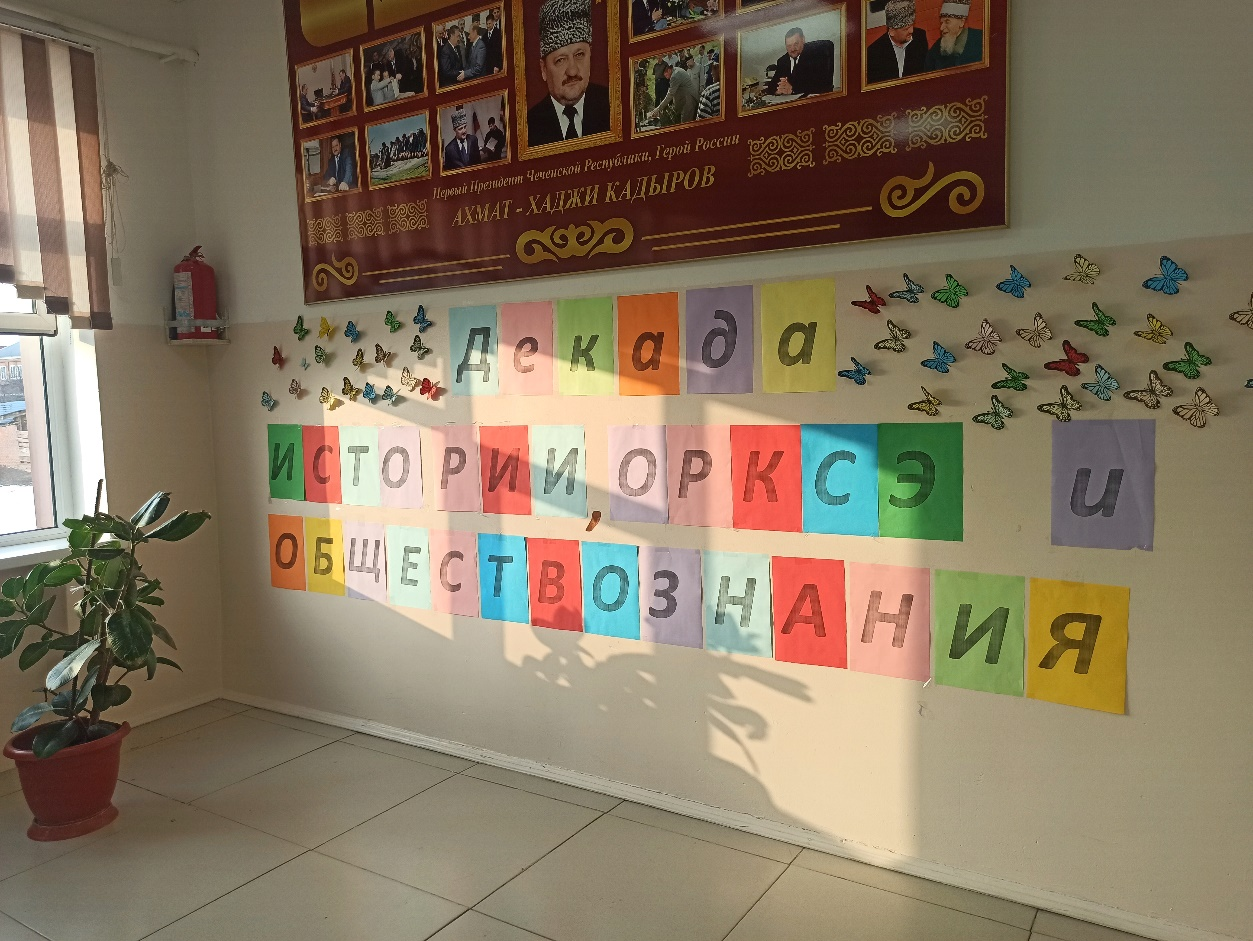 Первый Президент Чеченской Республики, Герой России
АХМАТ - ХАДЖИ КАДЫРОВ
Декада
ИСТОРИИ, ОРКСЭ и
ОБЩЕСТВОЗНАНИЯ